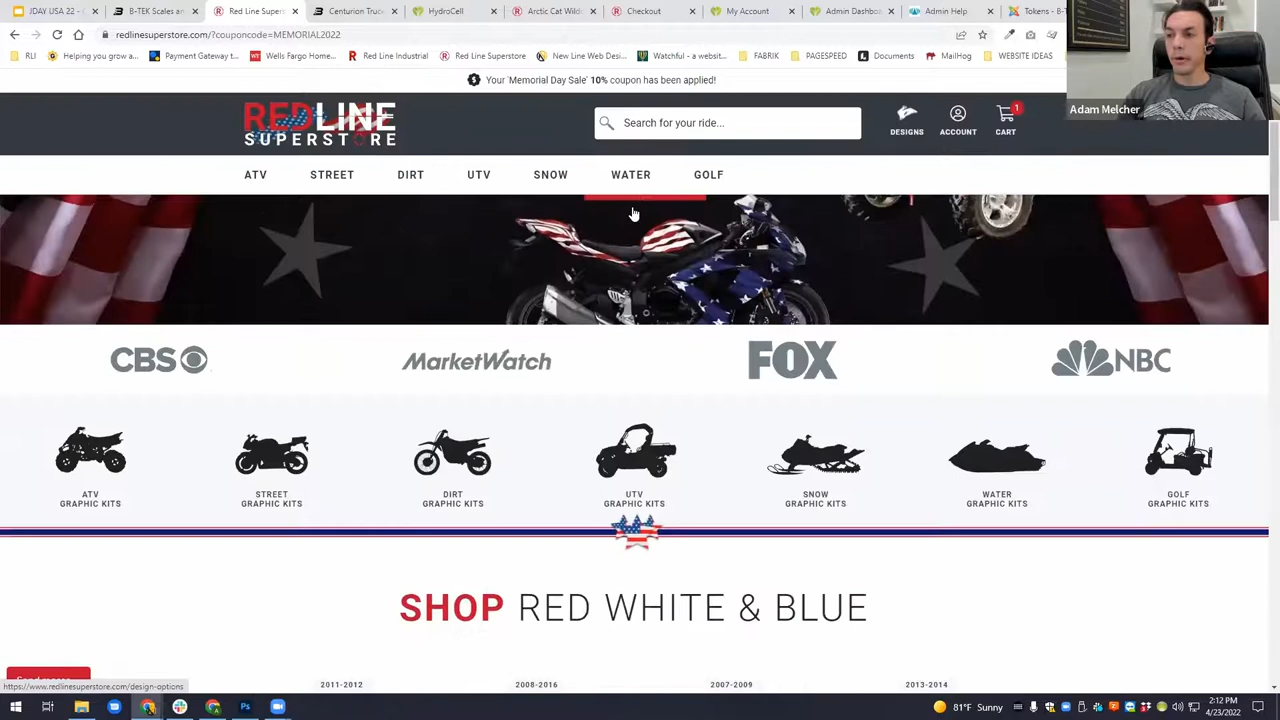 JDAY USA 22 -
B-TEK Scales a
Red Line Super
Centurion Truc
HydroCell
Arctic Cat Wild
Checkout
My Account
Admin Dashbo
Admin Help
Tokens - B-T
redlinesuperstore.com/?couponcode=MEMORIAL2022
RLI
Helping you grow a...
Payment Gateway t...
Wells Fargo Home...
Red Line Industrial
Red Line Superstore
New Line Web Desi...
Watchful - a websit...
FABRIK
PAGESPEED
Documents
MailHog
WEBSITE IDEAS
Your 'Memorial Day Sale' 10% coupon has been applied!
Adam Melcher
REDLINE
SUPERSTORE
Search for your ride...
DESIGNS
ACCOUNT
1
CART
ATV
STREET
DIRT
UTV
SNOW
WATER
GOLF
CBS
MarketWatch
FOX
NBC
ATV
GRAPHIC KITS
STREET
GRAPHIC KITS
DIRT
GRAPHIC KITS
UTV
GRAPHIC KITS
SNOW
GRAPHIC KITS
WATER
GRAPHIC KITS
GOLF
GRAPHIC KITS
SHOP RED WHITE & BLUE
2011-2012
2008-2016
2007-2009
2013-2014
https://www.redlinesuperstore.com/design-options
81°F Sunny
2:12 PM
4/23/2022